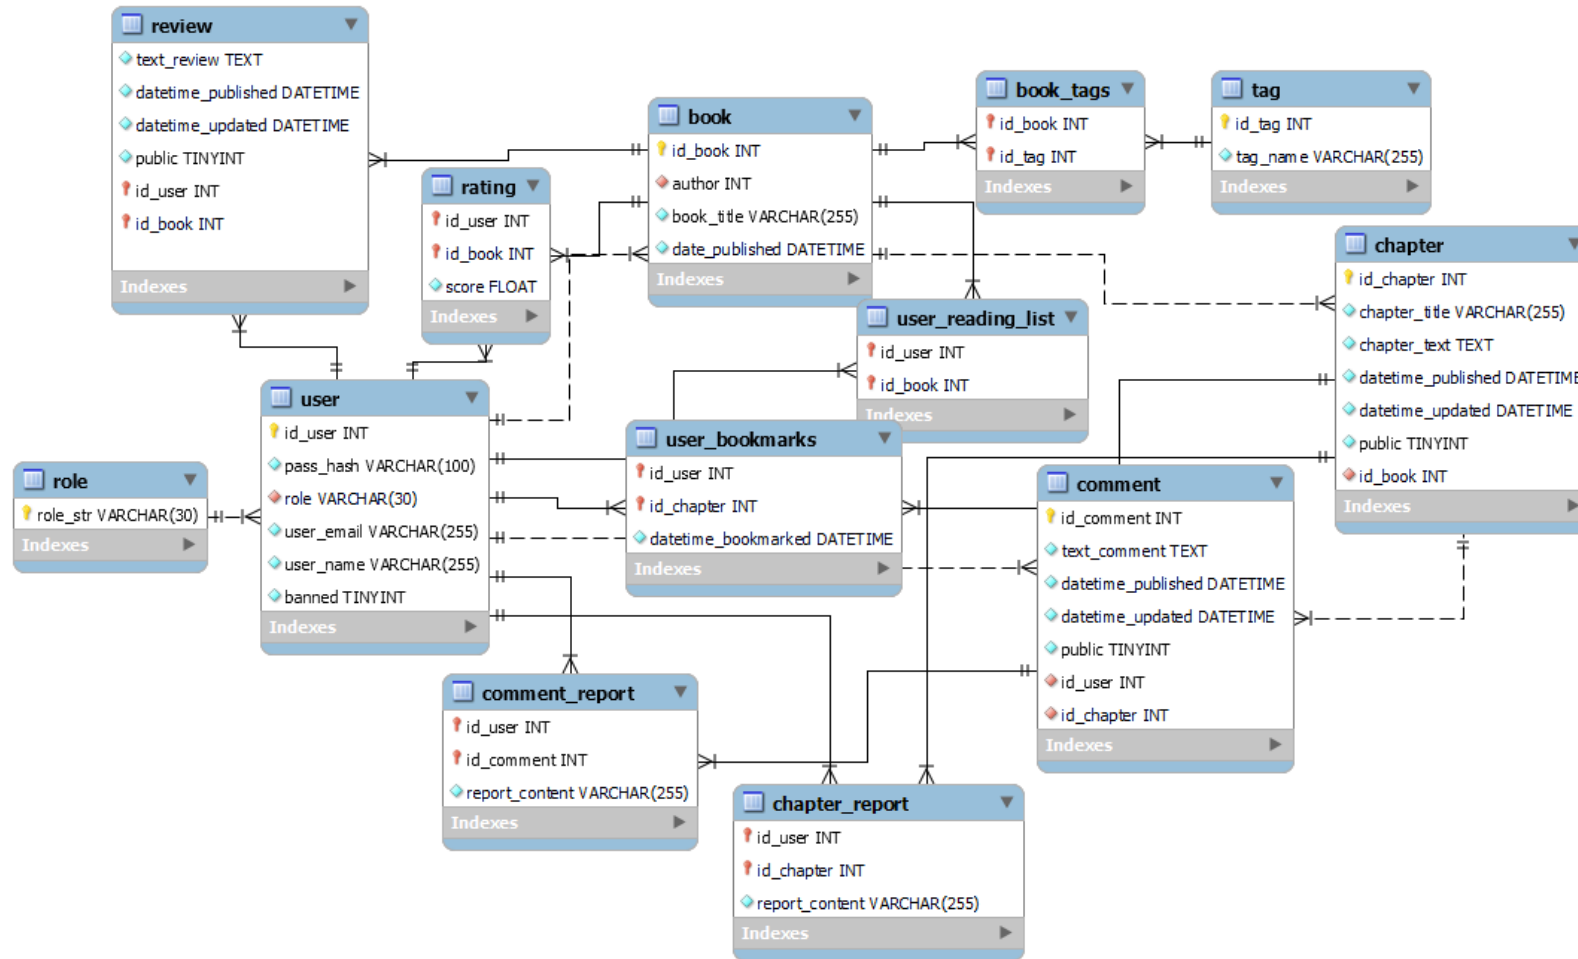 review
text_review TEXT
datetime_published DATETIME
datetime_updated DATETIME
public TINYINT
id_user INT
id_book INT
Indexes
rating
id_user INT
id_book INT
score FLOAT
Indexes
book
id_book INT
author INT
book_title VARCHAR(255)
date_published DATETIME
Indexes
book_tags
id_book INT
id_tag INT
Indexes
tag
id_tag INT
tag_name VARCHAR(255)
Indexes
chapter
id_chapter INT
chapter_title VARCHAR(255)
chapter_text TEXT
datetime_published DATETIME
datetime_updated DATETIME
public TINYINT
id_book INT
Indexes
user_reading_list
id_user INT
id_book INT
Indexes
user
id_user INT
pass_hash VARCHAR(100)
role VARCHAR(30)
user_email VARCHAR(255)
user_name VARCHAR(255)
banned TINYINT
Indexes
role
role_str VARCHAR(30)
Indexes
user_bookmarks
id_user INT
id_chapter INT
datetime_bookmarked DATETIME
Indexes
comment
id_comment INT
text_comment TEXT
datetime_published DATETIME
datetime_updated DATETIME
public TINYINT
id_user INT
id_chapter INT
Indexes
comment_report
id_user INT
id_comment INT
report_content VARCHAR(255)
Indexes
chapter_report
id_user INT
id_chapter INT
report_content VARCHAR(255)
Indexes